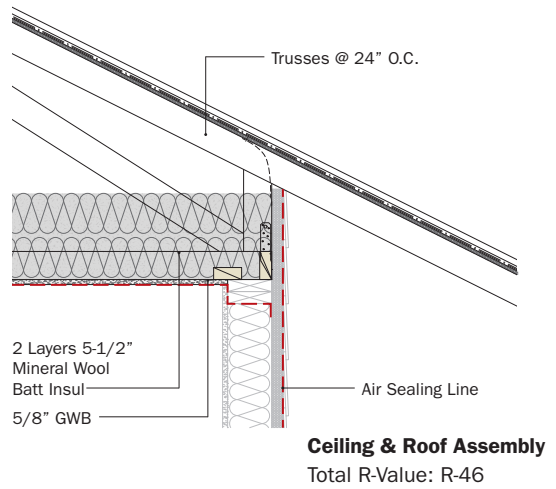 Trusses @ 24” O.C.
2 Layers 5-1/2”
Mineral Wool
Batt Insul
5/8” GWB
Air Sealing Line
Ceiling & Roof Assembly
Total R-Value: R-46